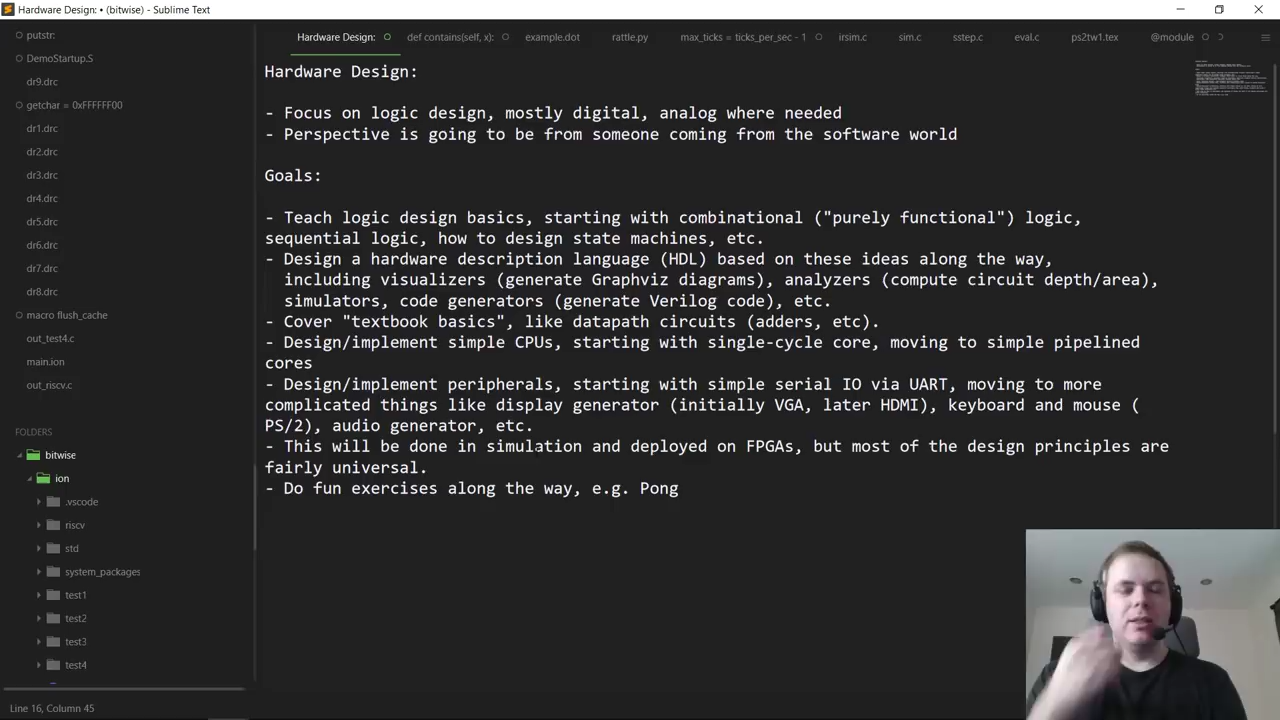 Hardware Design: • (bitwise) - Sublime Text
putstr:
DemoStartup.S
dr9.drc
getchar = 0xFFFFFF00
dr1.drc
dr2.drc
dr3.drc
dr4.drc
dr5.drc
dr6.drc
dr7.drc
dr8.drc
macro flush_cache
out_test4.c
main.ion
out_riscv.c
FOLDERS
bitwise
ion
.vscode
riscv
std
system_packages
test1
test2
test3
test4
Hardware Design:
def contains(self, x):
example.dot
rattle.py
max_ticks = ticks_per_sec - 1
irsim.c
sim.c
sstep.c
eval.c
ps2tw1.tex
@module
Hardware Design:
- Focus on logic design, mostly digital, analog where needed
- Perspective is going to be from someone coming from the software world
Goals:
- Teach logic design basics, starting with combinational ("purely functional") logic,
sequential logic, how to design state machines, etc.
- Design a hardware description language (HDL) based on these ideas along the way,
including visualizers (generate Graphviz diagrams), analyzers (compute circuit depth/area),
simulators, code generators (generate Verilog code), etc.
- Cover "textbook basics", like datapath circuits (adders, etc).
- Design/implement simple CPUs, starting with single-cycle core, moving to simple pipelined
cores
- Design/implement peripherals, starting with simple serial IO via UART, moving to more
complicated things like display generator (initially VGA, later HDMI), keyboard and mouse (
PS/2), audio generator, etc.
- This will be done in simulation and deployed on FPGAs, but most of the design principles are
fairly universal.
- Do fun exercises along the way, e.g. Pong
Line 16, Column 45